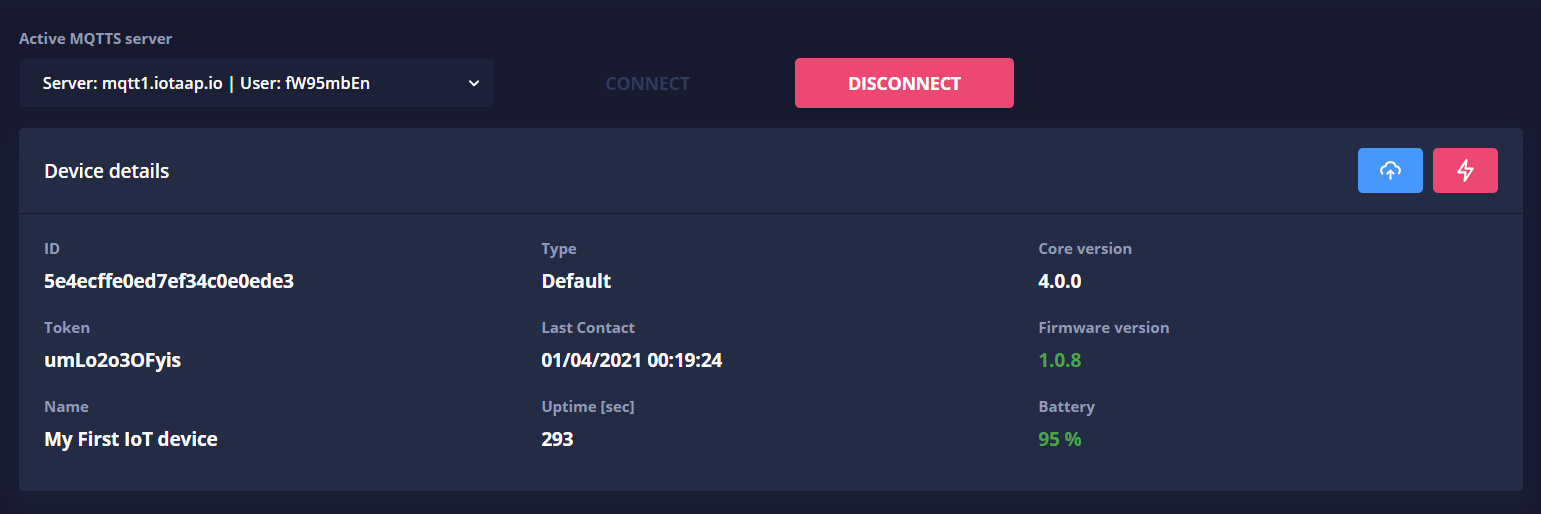 Active MQTTS server
Server: mqtt1.iotaap.io | User: fW95mbEn
CONNECT
DISCONNECT
Device details
ID
Type
Core version
5e4ecffe0ed7ef34c0e0ede3
Default
4.0.0
Token
Last Contact
Firmware version
umLo2o3OFyis
01/04/2021 00:19:24
1.0.8
Name
Uptime [sec]
Battery
My First IoT device
293
95 %